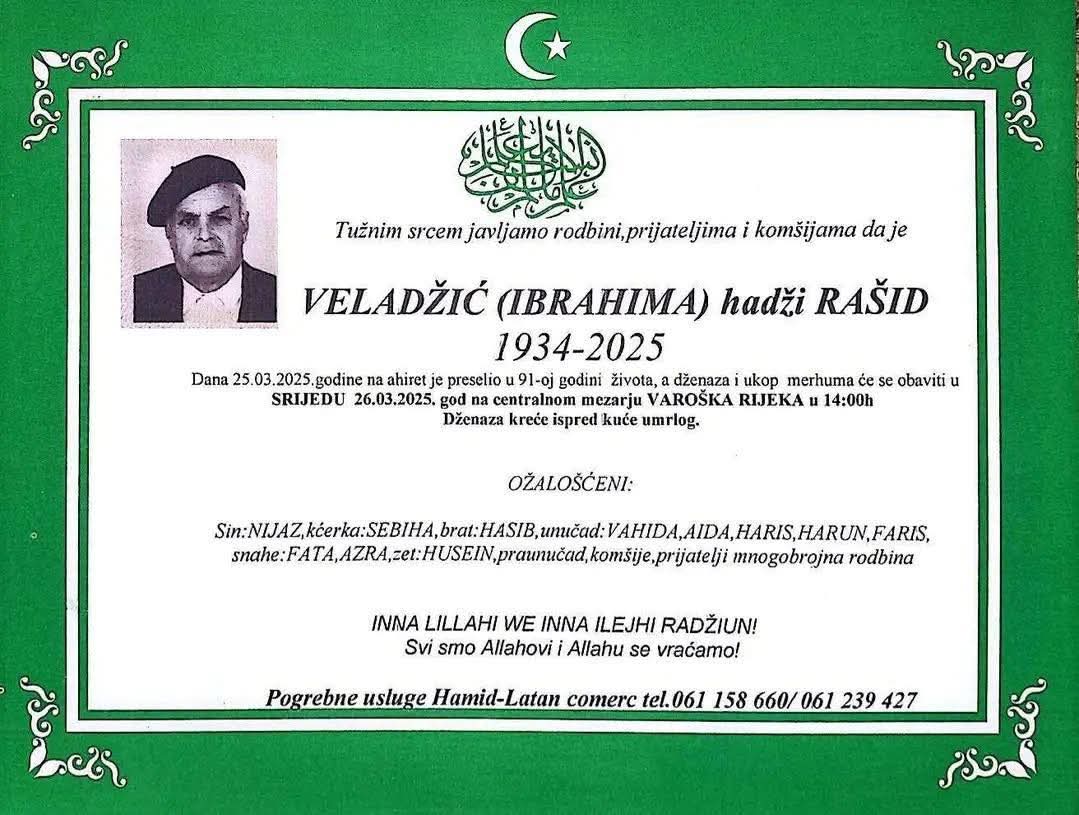 Tužnim srcem javljamo rodbini,prijateljima i komšijama da je
VELADŽIĆ (IBRAHIMA) hadži RAŠID
1934-2025
Dana 25.03.2025.godine na ahiret je preselio u 91-oj godini života, a dženaza i ukop merhuma će se obaviti u
SRIJEDU 26.03.2025. god na centralnom mezarju VAROŠKA RIJEKA u 14:00h
Dženaza kreće ispred kuće umrlog.
OŽALOŠĆENI:
Sin:NIJAZ,kćerka:SEBIHA,brat:HASIB,unučad:VAHIDA,AIDA,HARIS,HARUN,FARIS,
snahe:FATA,AZRA,zet:HUSEIN,praunučad,komšije,prijatelji mnogobrojna rodbina
INNA LILLAHI WE INNA ILEJHI RADŽIUN!
Svi smo Allahovi i Allahu se vraćamo!
Pogrebne usluge Hamid-Latan comerc tel.061 158 660/ 061 239 427